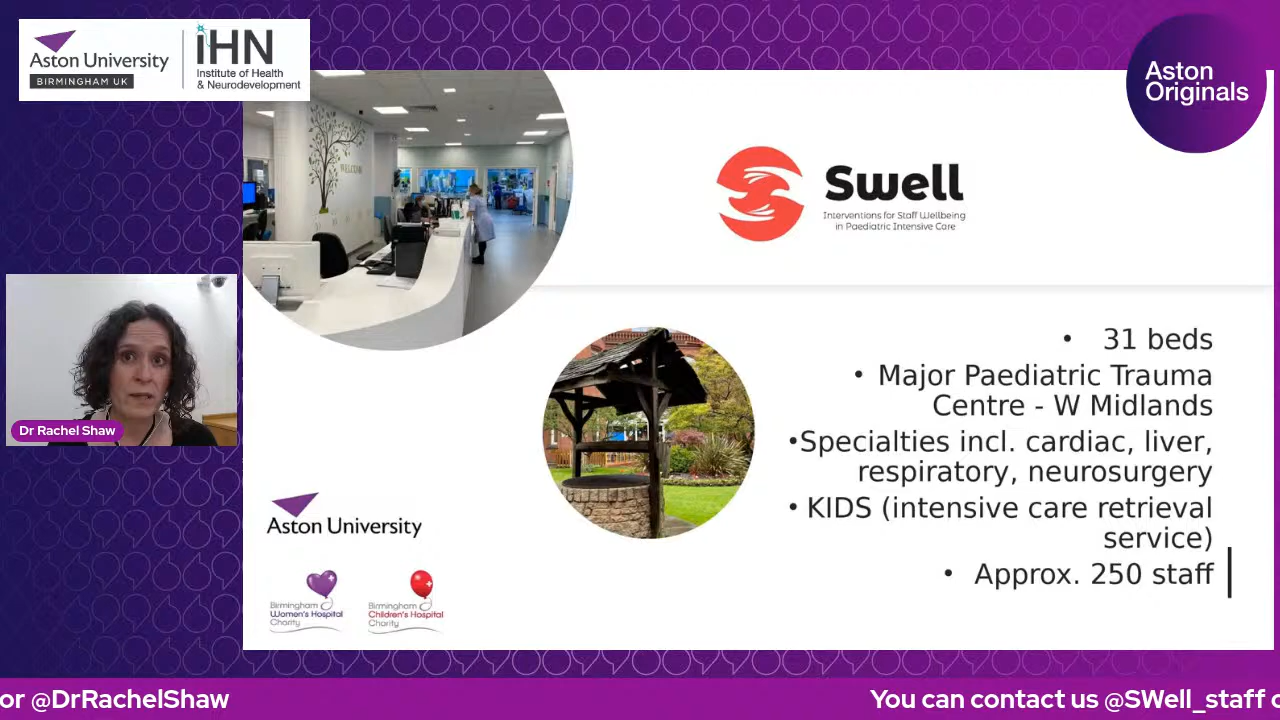 Aston University
BIRMINGHAM UK
iHN
Institute of Health
& Neurodevelopment
Aston
Originals
WELCOME
Swell
Interventions for Staff Wellbeing
in Paediatric Intensive Care
Dr Rachel Shaw
• 31 beds
• Major Paediatric Trauma
Centre - W Midlands
•Specialties incl. cardiac, liver,
respiratory, neurosurgery
• KIDS (intensive care retrieval
service)
• Approx. 250 staff
Aston University
Birmingham
Women's Hospital
Charity
Birmingham
Children's Hospital
Charity
or @DrRachelShaw
You can contact us @SWell_staff o